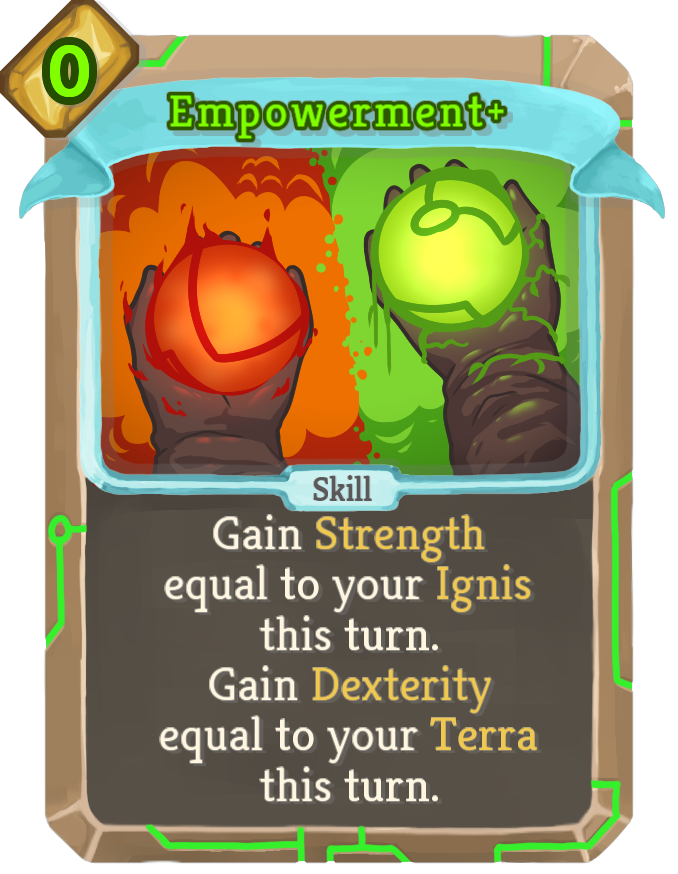 0
Empowerment+
Skill
Gain Strength
equal to your Ignis
this turn.
Gain Dexterity
equal to your Terra
this turn.